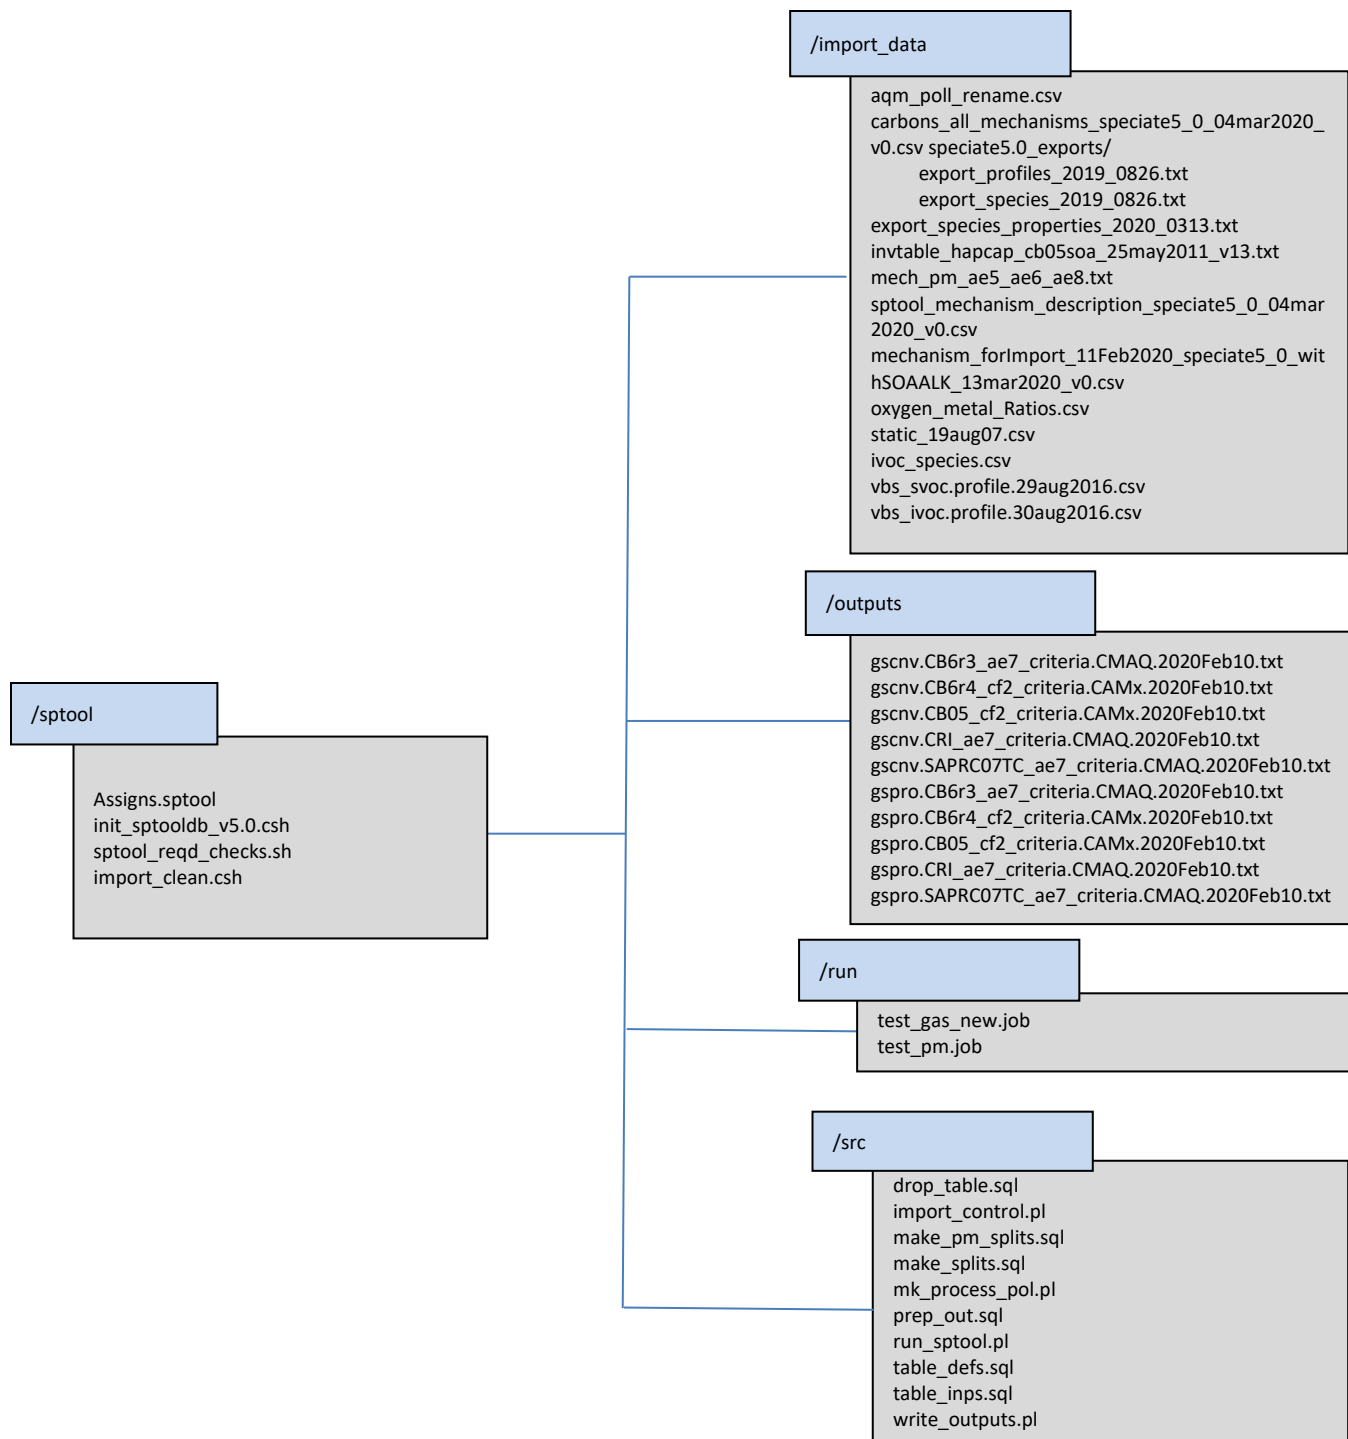 /import_data
aqm_poll_rename.csv
carbons_all_mechanisms_speciate5_0_04mar2020_
v0.csv speciate5.0_exports/
export_profiles_2019_0826.txt
export_species_2019_0826.txt
export_species_properties_2020_0313.txt
invtable_hapcap_cb05soa_25may2011_v13.txt
mech_pm_ae5_ae6_ae8.txt
sptool_mechanism_description_speciate5_0_04mar
2020_v0.csv
mechanism_forImport_11Feb2020_speciate5_0_wit
hSOAALK_13mar2020_v0.csv
oxygen_metal_Ratios.csv
static_19aug07.csv
ivoc_species.csv
vbs_svoc.profile.29aug2016.csv
vbs_ivoc.profile.30aug2016.csv
/outputs
gscnv.CB6r3_ae7_criteria.CMAQ.2020Feb10.txt
gscnv.CB6r4_cf2_criteria.CAMx.2020Feb10.txt
gscnv.CB05_cf2_criteria.CAMx.2020Feb10.txt
gscnv.CRI_ae7_criteria.CMAQ.2020Feb10.txt
gscnv.SAPRC07TC_ae7_criteria.CMAQ.2020Feb10.txt
gspro.CB6r3_ae7_criteria.CMAQ.2020Feb10.txt
gspro.CB6r4_cf2_criteria.CAMx.2020Feb10.txt
gspro.CB05_cf2_criteria.CAMx.2020Feb10.txt
gspro.CRI_ae7_criteria.CMAQ.2020Feb10.txt
gspro.SAPRC07TC_ae7_criteria.CMAQ.2020Feb10.txt
/sptool
Assigns.sptool
init_sptooldb_v5.0.csh
sptool_reqd_checks.sh
import_clean.csh
/run
test_gas_new.job
test_pm.job
/src
drop_table.sql
import_control.pl
make_pm_splits.sql
make_splits.sql
mk_process_pol.pl
prep_out.sql
run_sptool.pl
table_defs.sql
table_inps.sql
write_outputs.pl